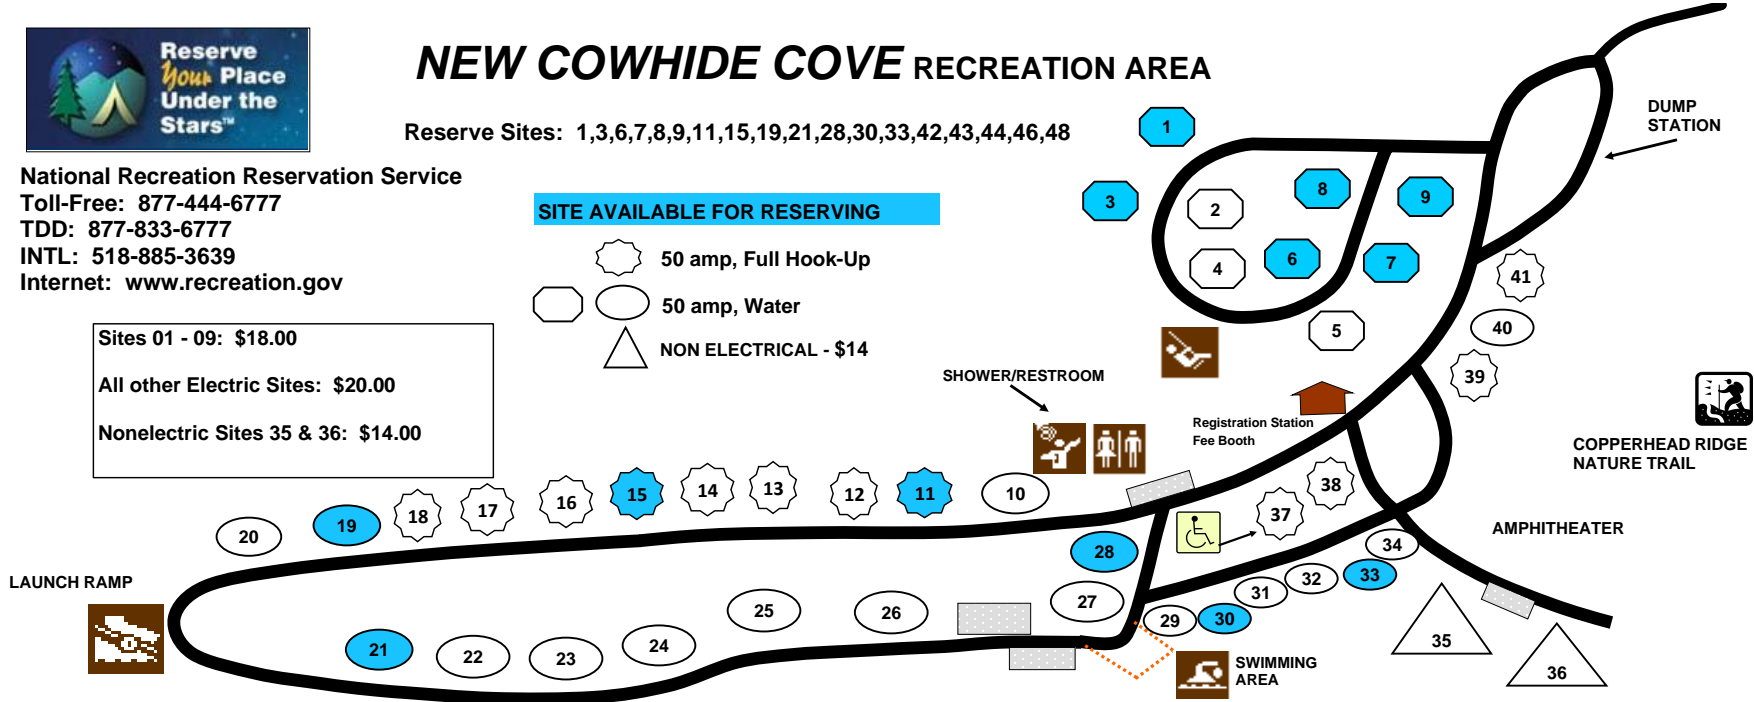 Reserve
Your Place
Under the
Stars™
NEW COWHIDE COVE RECREATION AREA
Reserve Sites: 1,3,6,7,8,9,11,15,19,21,28,30,33,42,43,44,46,48
National Recreation Reservation Service
Toll-Free: 877-444-6777
TDD: 877-833-6777
INTL: 518-885-3639
Internet: www.recreation.gov
SITE AVAILABLE FOR RESERVING
50 amp, Full Hook-Up
50 amp, Water
NON ELECTRICAL - $14
Sites 01 - 09: $18.00
All other Electric Sites: $20.00
Nonelectric Sites 35 & 36: $14.00
DUMP
STATION
1
3
2
8
9
4
6
7
5
41
40
39
SHOWER/RESTROOM
Registration Station
Fee Booth
COPPERHEAD RIDGE
NATURE TRAIL
AMPHITHEATER
20
19
18
17
16
15
14
13
12
11
10
38
37
28
34
33
32
31
30
29
27
26
25
24
23
22
21
35
36
LAUNCH RAMP
SWIMMING
AREA